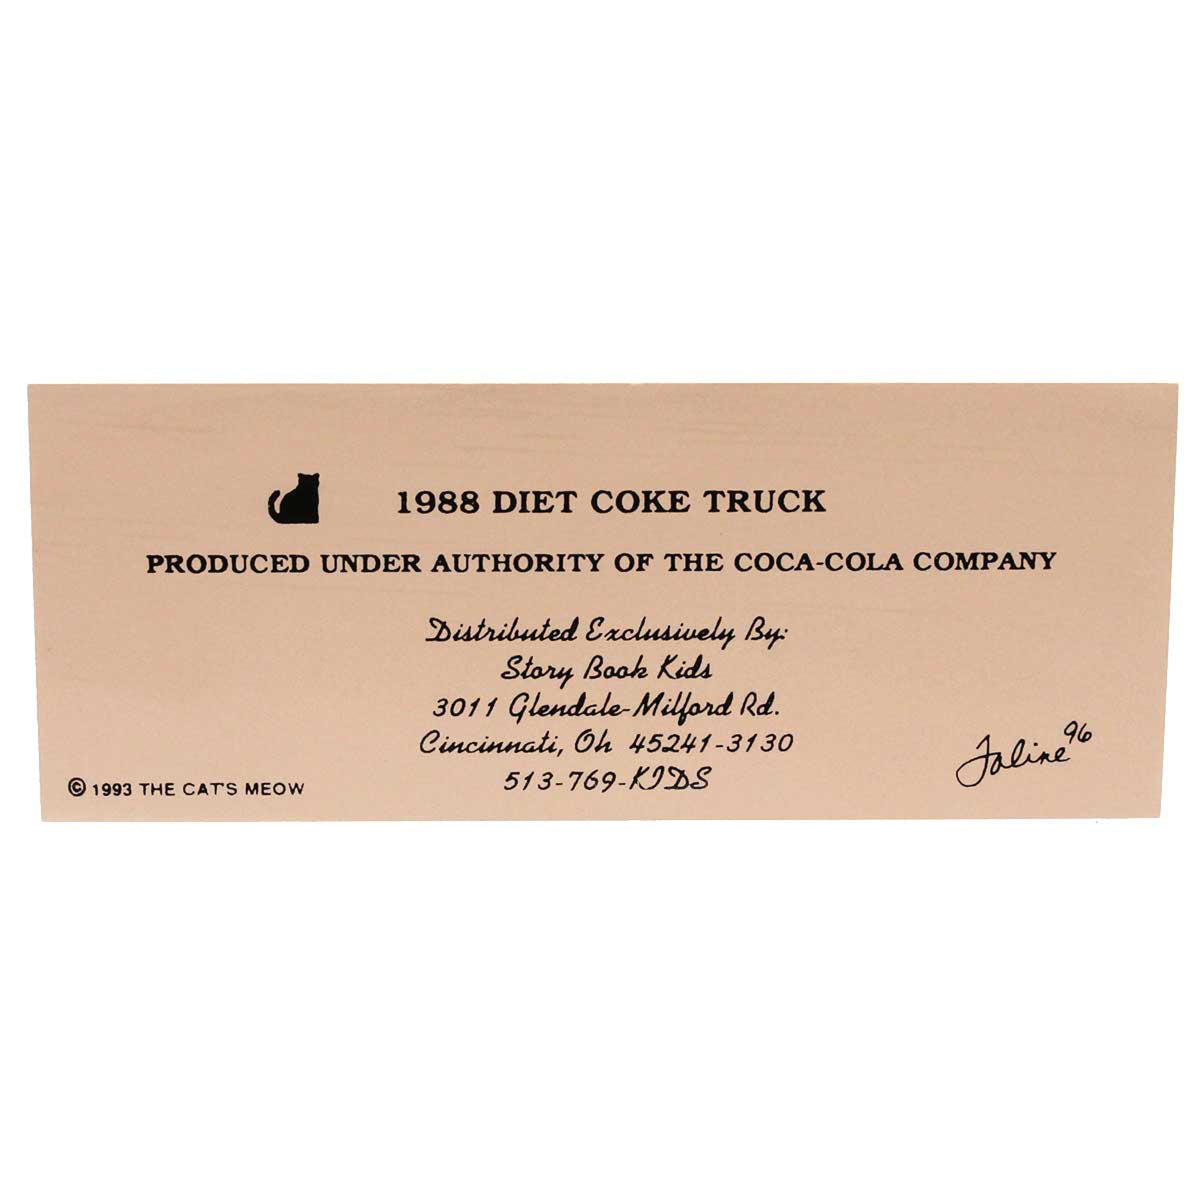 1988 DIET COKE TRUCK
PRODUCED UNDER AUTHORITY OF THE COCA-COLA COMPANY
Distributed Exclusively By:
Story Book Kids
3011 Glendale-Milford Rd.
Cincinnati, Oh 45241-3130
513-769-KIDS
© 1993 THE CAT'S MEOW
Faline 96